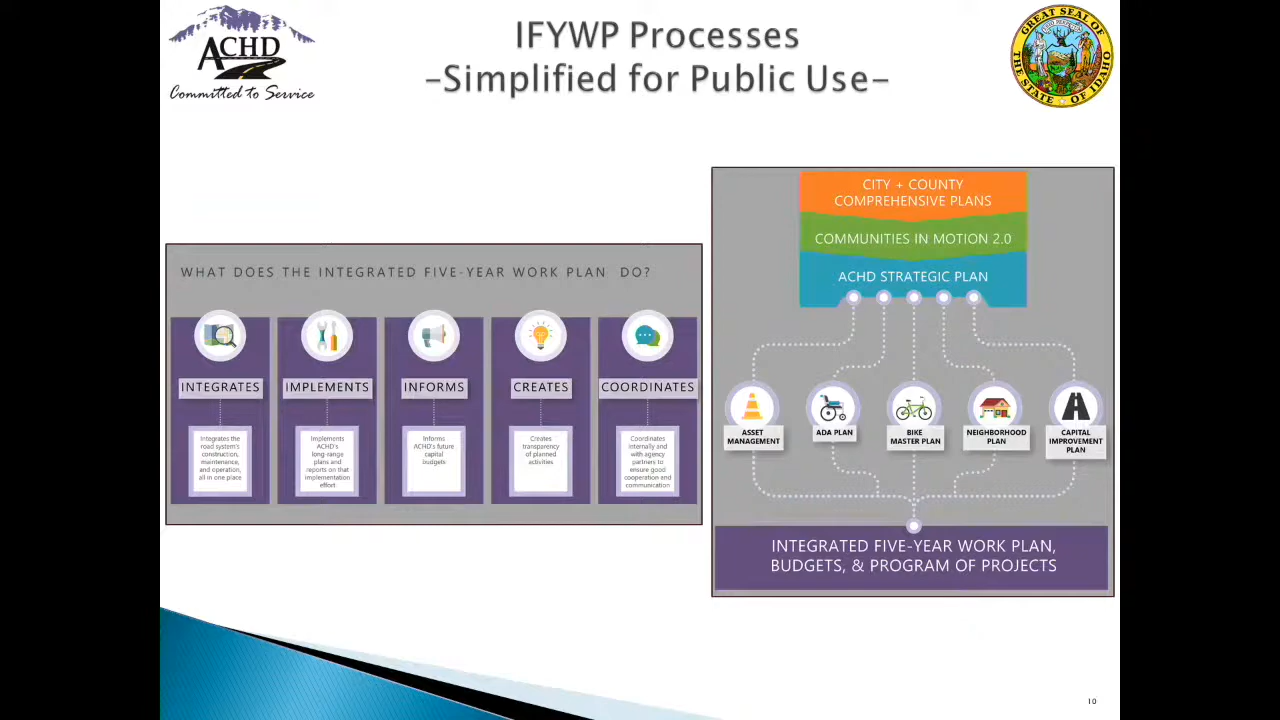 ACHD
Committed to Service
IFYWP Processes
-Simplified for Public Use-
GREAT SEAL OF
THE STATE OF IDAHO
WHAT DOES THE INTEGRATED FIVE-YEAR WORK PLAN DO?
INTEGRATES
Integrates the
road system's
construction,
maintenance,
and operation,
all in one place
IMPLEMENTS
Implements
ACHD's
long-range
plans and
reports on that
implementation
effort
INFORMS
Informs
ACHD's future
capital
budgets
CREATES
Creates
transparency
of planned
activities
COORDINATES
Coordinates
internally and
with agency
partners to
ensure good
cooperation and
communication
CITY + COUNTY
COMPREHENSIVE PLANS
COMMUNITIES IN MOTION 2.0
ACHD STRATEGIC PLAN
ASSET
MANAGEMENT
ADA PLAN
BIKE
MASTER PLAN
NEIGHBORHOOD
PLAN
CAPITAL
IMPROVEMENT
PLAN
INTEGRATED FIVE-YEAR WORK PLAN,
BUDGETS, & PROGRAM OF PROJECTS
10